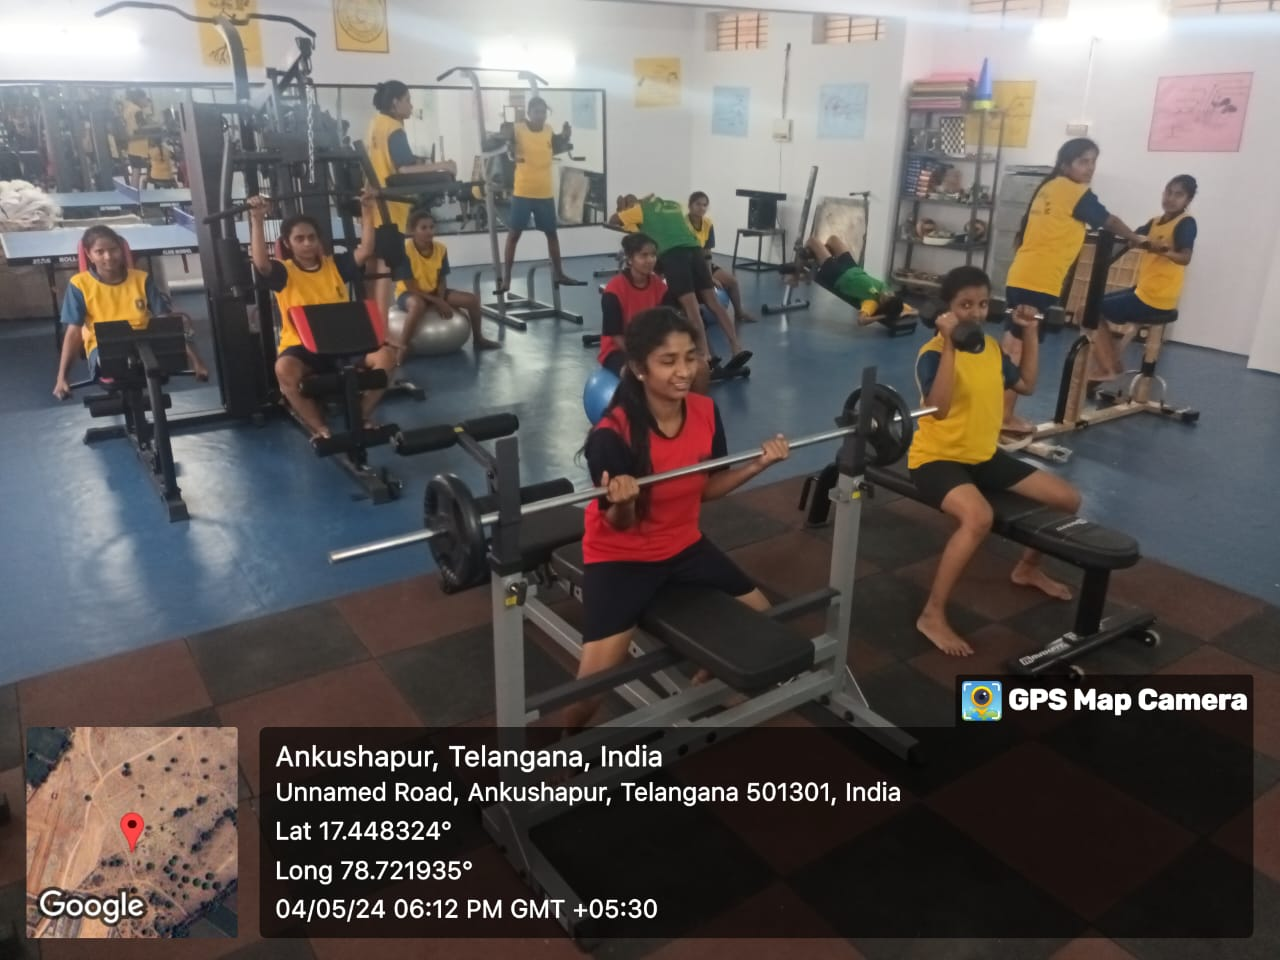 GPS Map Camera
Ankushapur, Telangana, India
Unnamed Road, Ankushapur, Telangana 501301, India
Lat 17.448324°
Long 78.721935°
04/05/24 06:12 PM GMT +05:30
Google